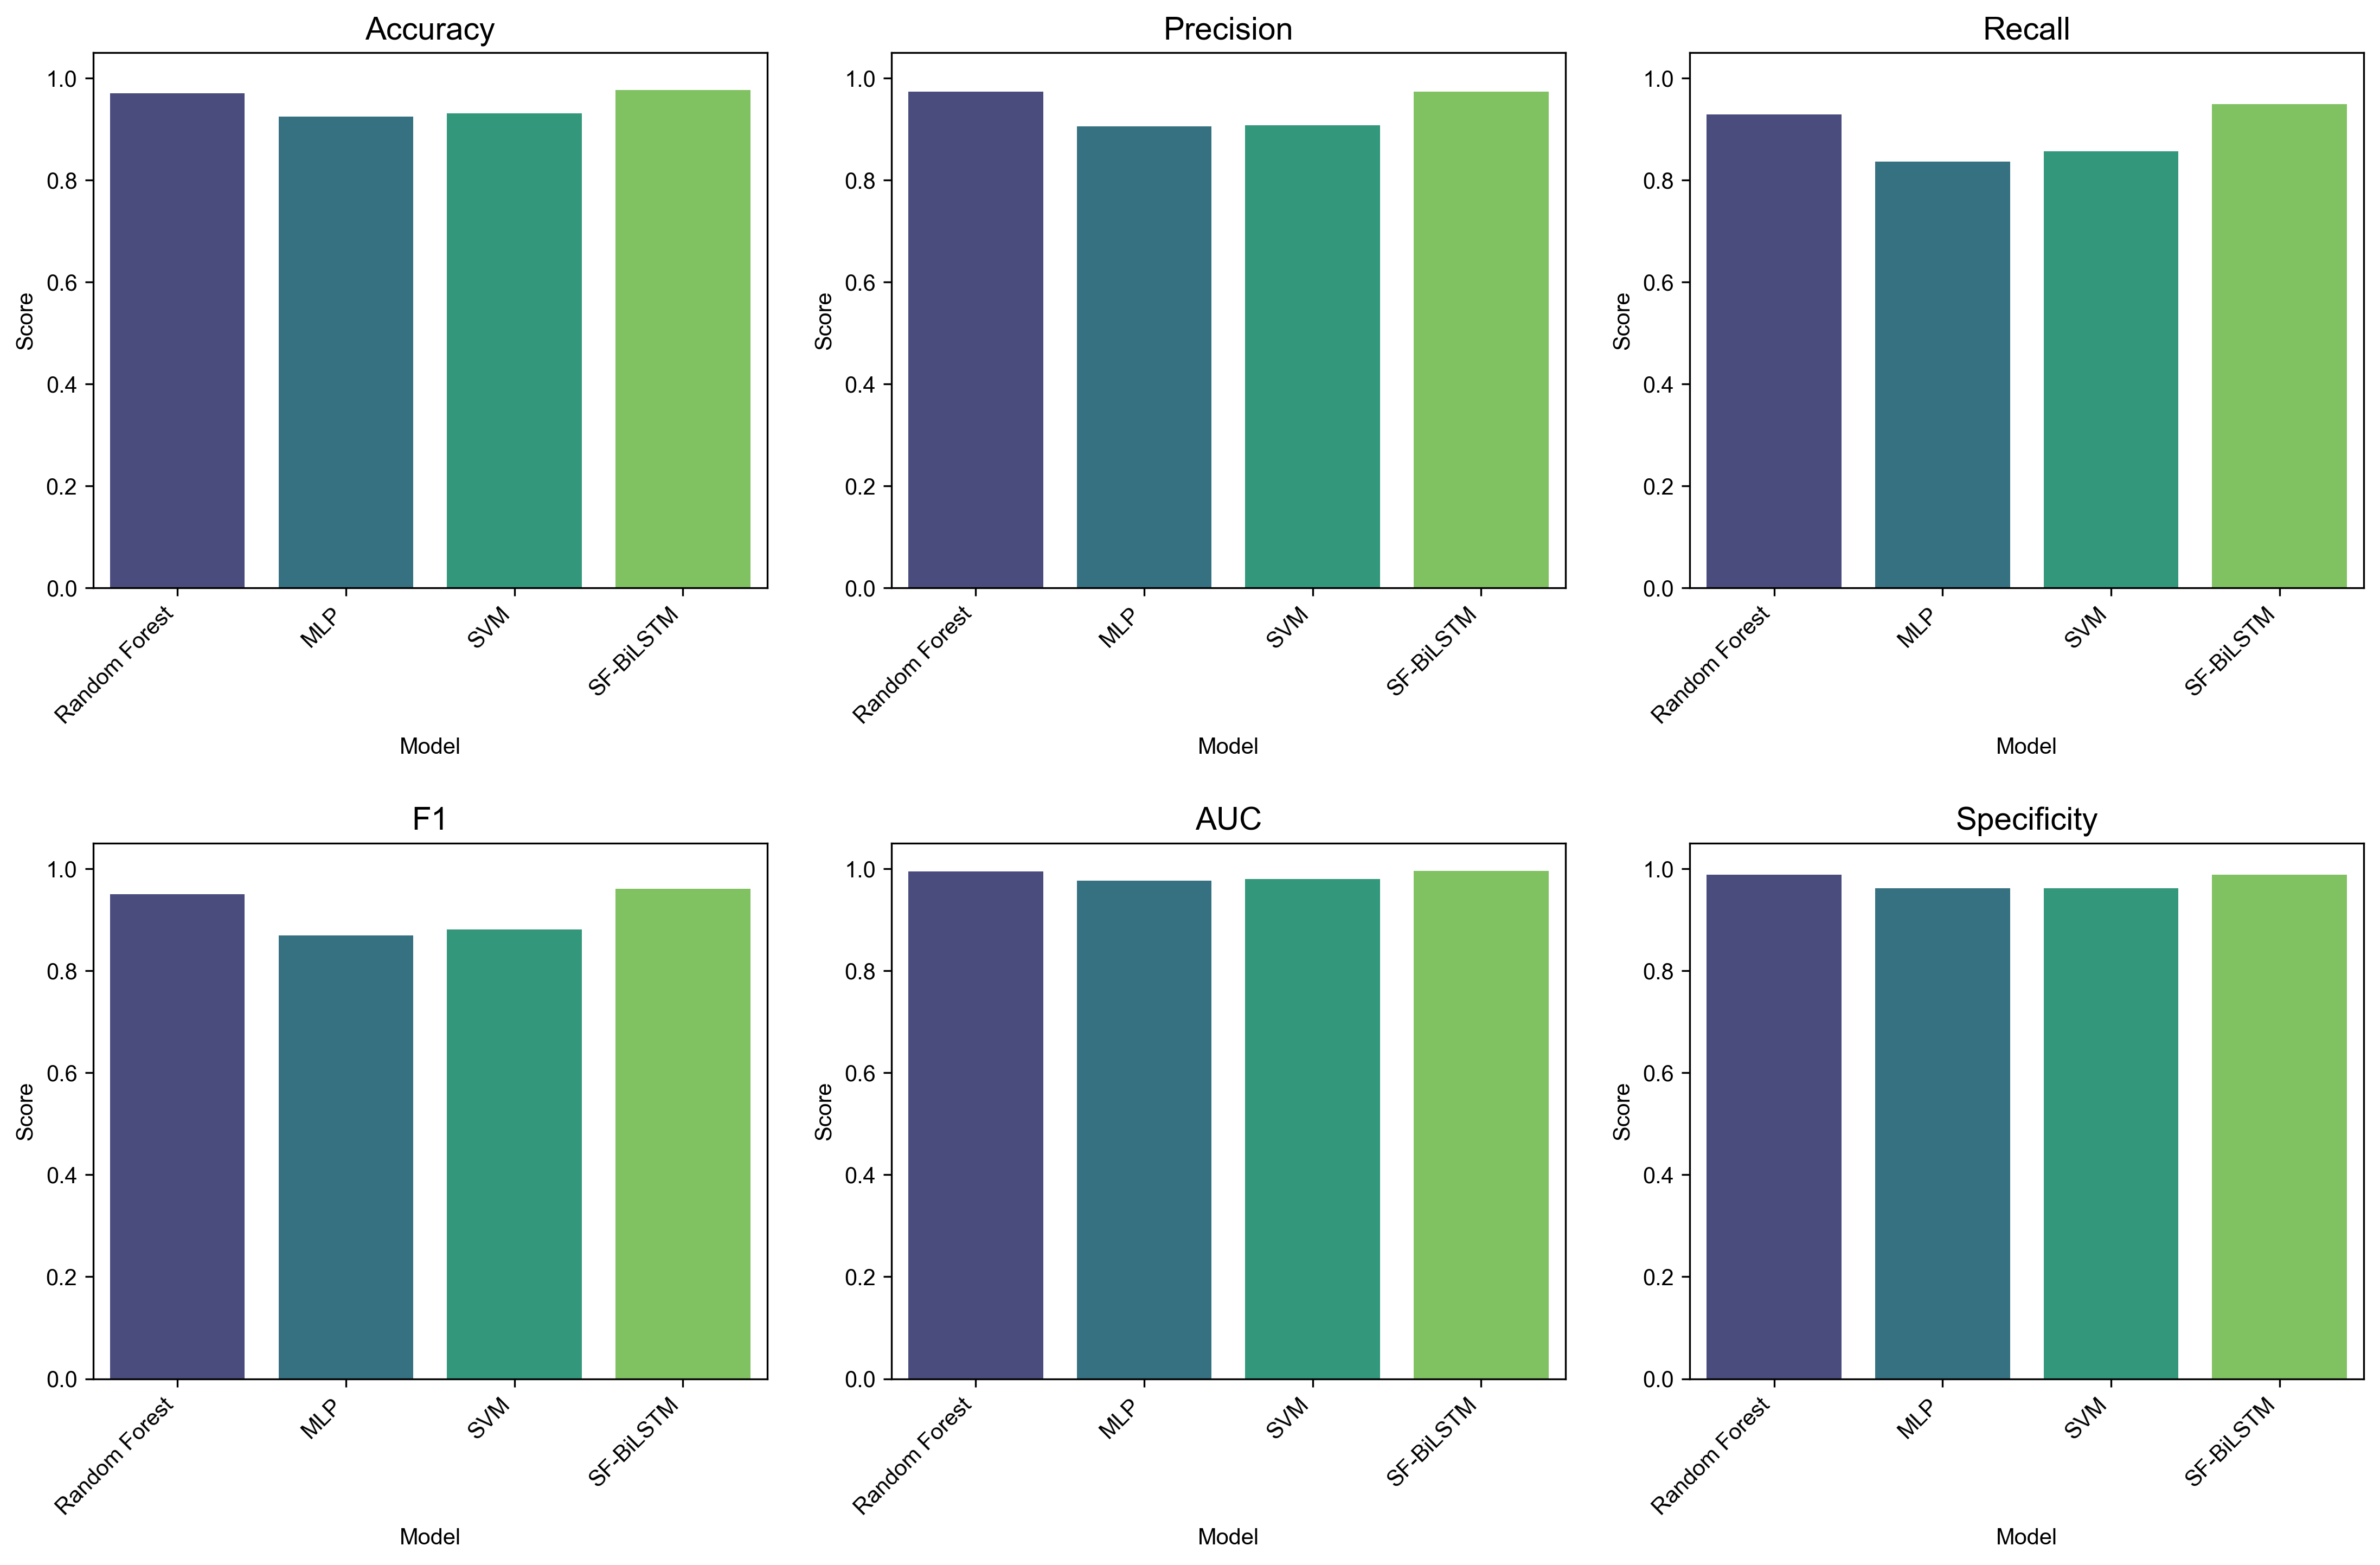 Accuracy
1.0
0.8
0.6
0.4
0.2
0.0
Score
Random Forest
MLP
SVM
SF-BiLSTM
Model
Precision
1.0
0.8
0.6
0.4
0.2
0.0
Score
Random Forest
MLP
SVM
SF-BiLSTM
Model
Recall
1.0
0.8
0.6
0.4
0.2
0.0
Score
Random Forest
MLP
SVM
SF-BiLSTM
Model
F1
1.0
0.8
0.6
0.4
0.2
0.0
Score
Random Forest
MLP
SVM
SF-BiLSTM
Model
AUC
1.0
0.8
0.6
0.4
0.2
0.0
Score
Random Forest
MLP
SVM
SF-BiLSTM
Model
Specificity
1.0
0.8
0.6
0.4
0.2
0.0
Score
Random Forest
MLP
SVM
SF-BiLSTM
Model